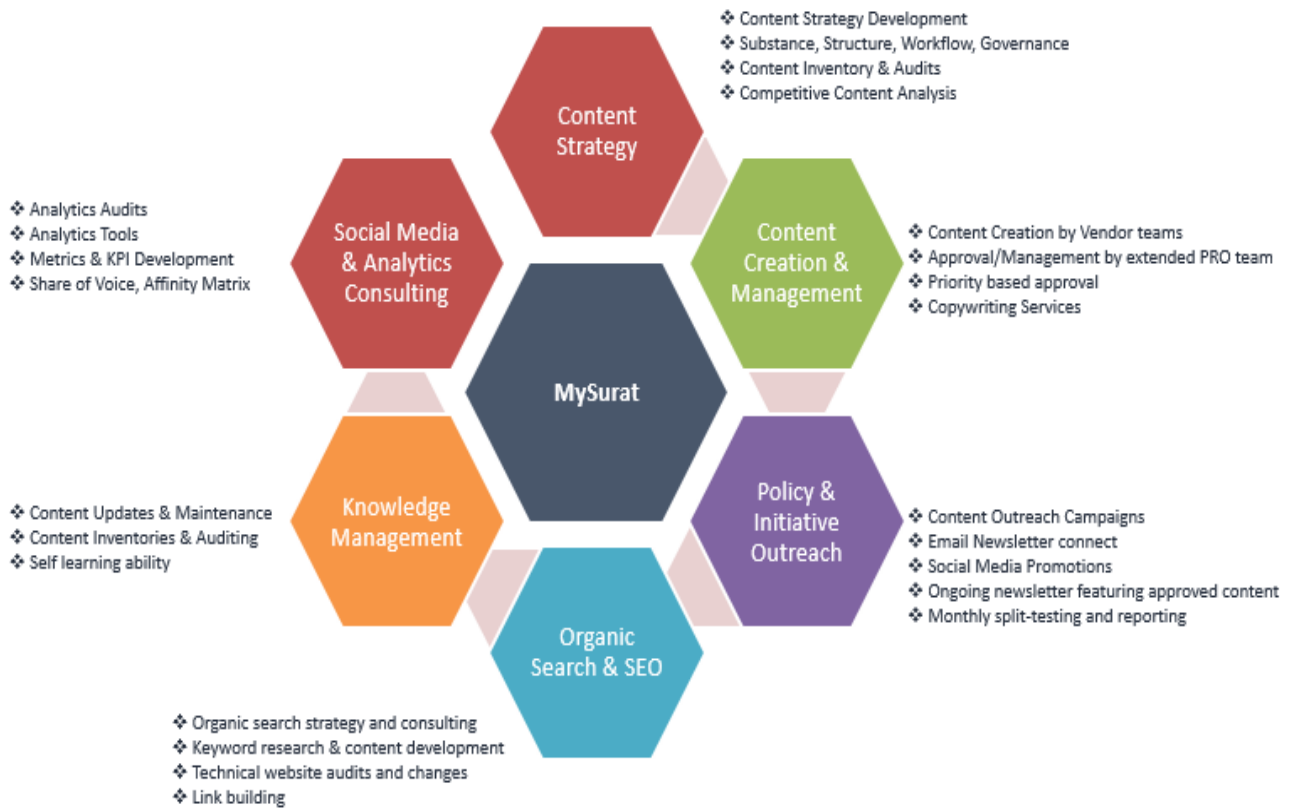 Content
Strategy
❖ Content Strategy Development
❖ Substance, Structure, Workflow, Governance
❖ Content Inventory & Audits
❖ Competitive Content Analysis
Content
Creation &
Management
❖ Content Creation by Vendor teams
❖ Approval/Management by extended PRO team
❖ Priority based approval
❖ Copywriting Services
Policy &
Initiative
Outreach
❖ Content Outreach Campaigns
❖ Email Newsletter connect
❖ Social Media Promotions
❖ Ongoing newsletter featuring approved content
❖ Monthly split-testing and reporting
Organic
Search & SEO
❖ Organic search strategy and consulting
❖ Keyword research & content development
❖ Technical website audits and changes
❖ Link building
Knowledge
Management
❖ Content Updates & Maintenance
❖ Content Inventories & Auditing
❖ Self learning ability
Social Media
& Analytics
Consulting
❖ Analytics Audits
❖ Analytics Tools
❖ Metrics & KPI Development
❖ Share of Voice, Affinity Matrix
MySurat